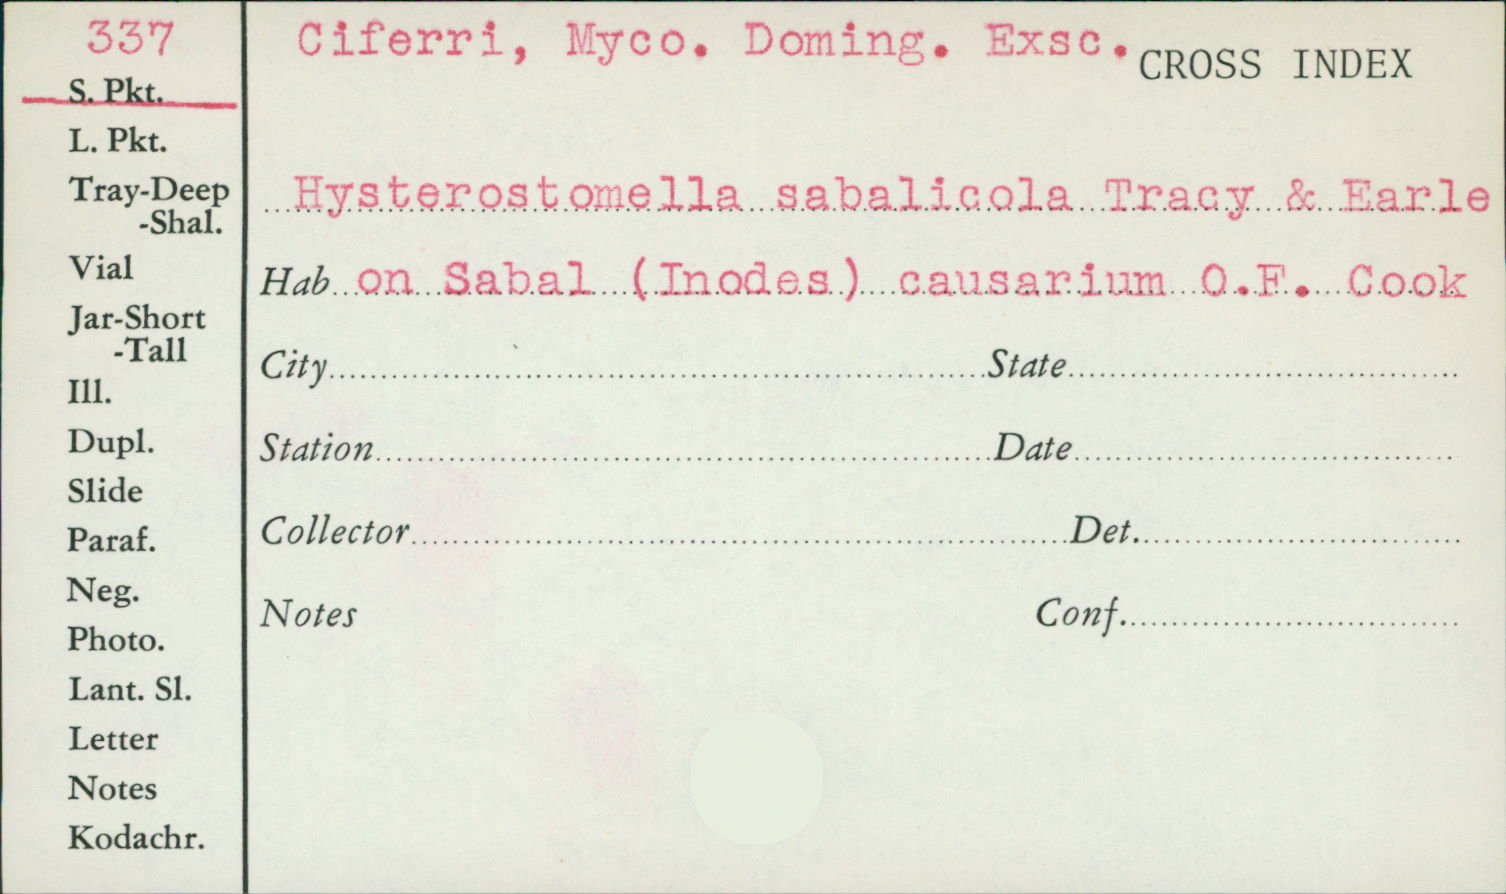 337
S. Pkt.
L. Pkt.
Tray-Deep
-Shal.
Vial
Jar-Short
-Tall
Ill.
Dupl.
Slide
Paraf.
Neg.
Photo.
Lant. Sl.
Letter
Notes
Kodachr.
Ciferri, Myco. Doming. Exsc. CROSS INDEX
Hysterostomella sabalicola Tracy & Earle
Hab on Sabal (Inodes) causarium O.F. Cook
City State
Station Date
Collector Det.
Notes Conf.